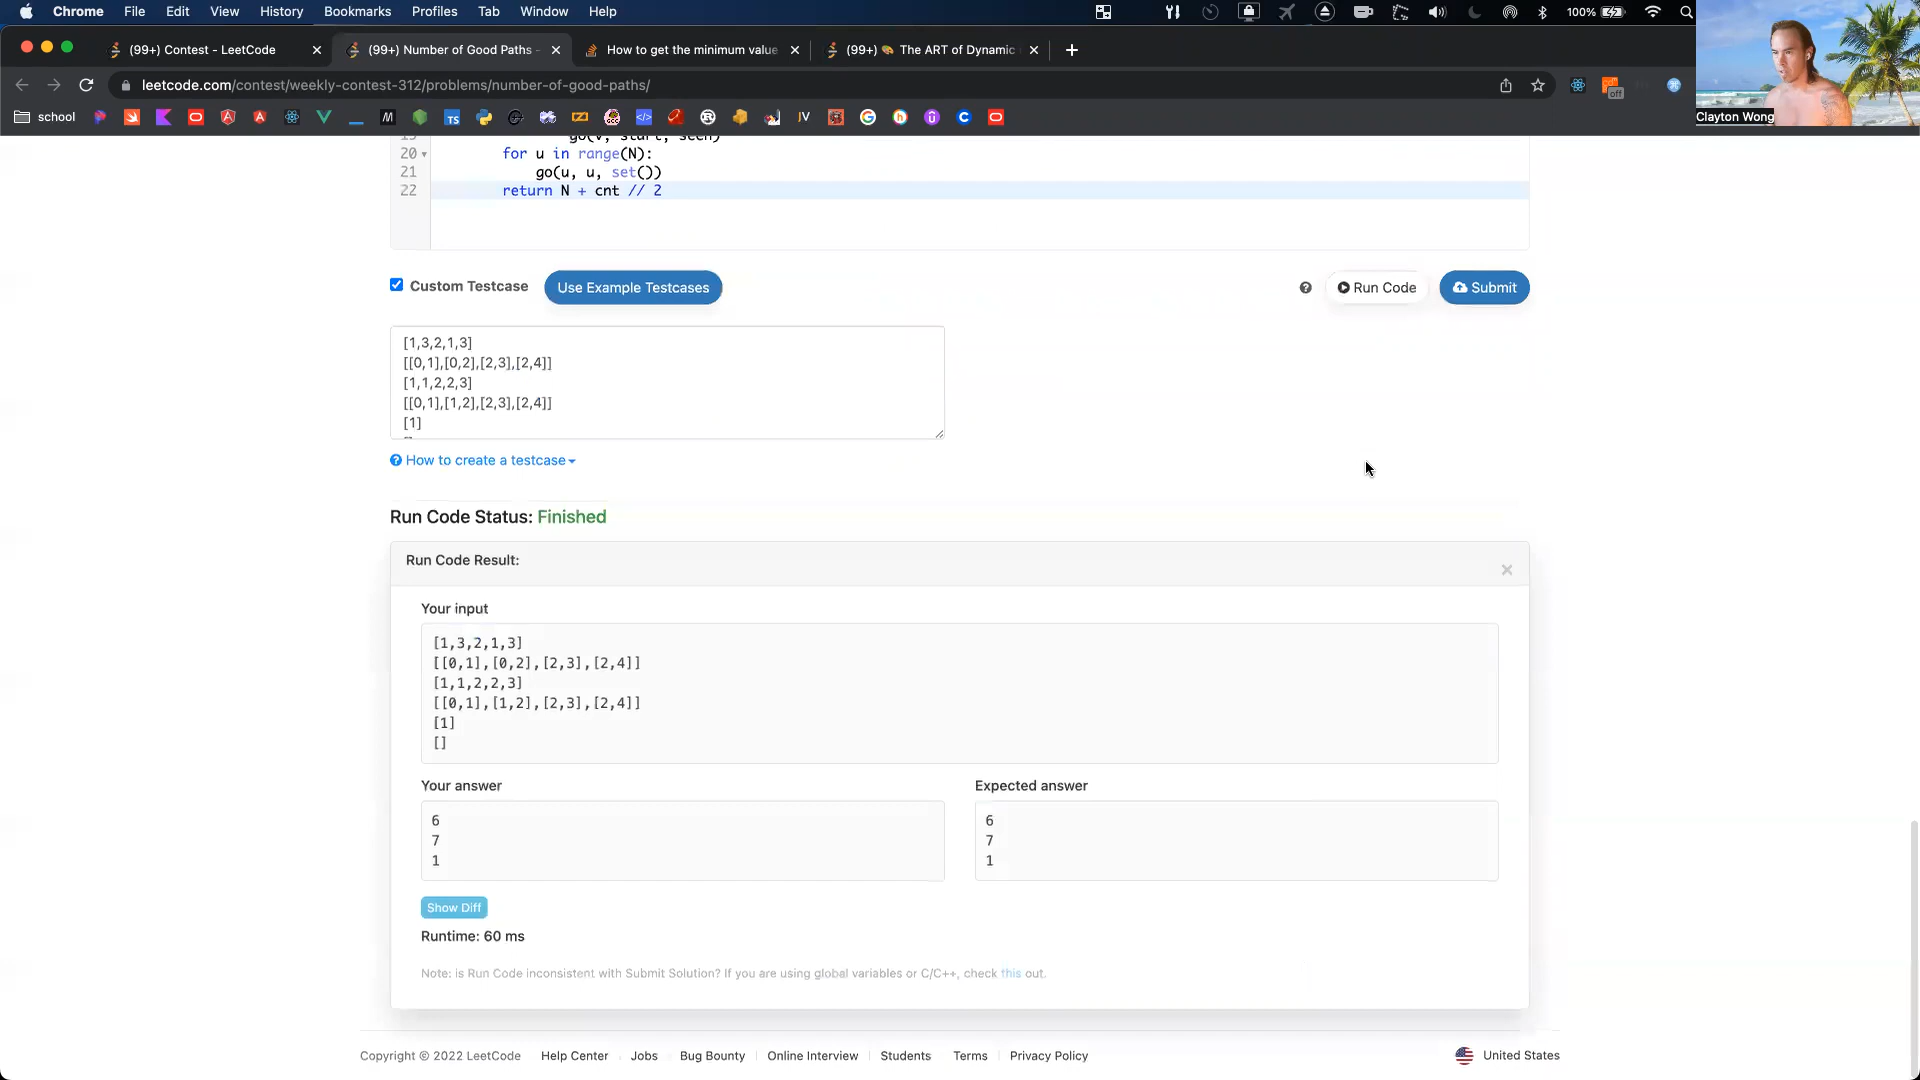 Chrome File Edit View History Bookmarks Profiles Tab Window Help 100%
(99+) Contest - LeetCode (99+) Number of Good Paths - How to get the minimum value (99+) The ART of Dynamic
leetcode.com/contest/weekly-contest-312/problems/number-of-good-paths/
off
school M TS JV
Clayton Wong
go(v, start, seen)
20 for u in range(N):
21 go(u, u, set())
22 return N + cnt // 2
Custom Testcase Use Example Testcases Run Code Submit
[1,3,2,1,3]
[[0,1],[0,2],[2,3],[2,4]]
[1,1,2,2,3]
[[0,1],[1,2],[2,3],[2,4]]
[1]
How to create a testcase
Run Code Status: Finished
Run Code Result:
Your input
[1,3,2,1,3]
[[0,1],[0,2],[2,3],[2,4]]
[1,1,2,2,3]
[[0,1],[1,2],[2,3],[2,4]]
[1]
[]
Your answer Expected answer
6 6
7 7
1 1
Show Diff
Runtime: 60 ms
Note: is Run Code inconsistent with Submit Solution? If you are using global variables or C/C++, check this out.
Copyright © 2022 LeetCode Help Center Jobs Bug Bounty Online Interview Students Terms Privacy Policy United States